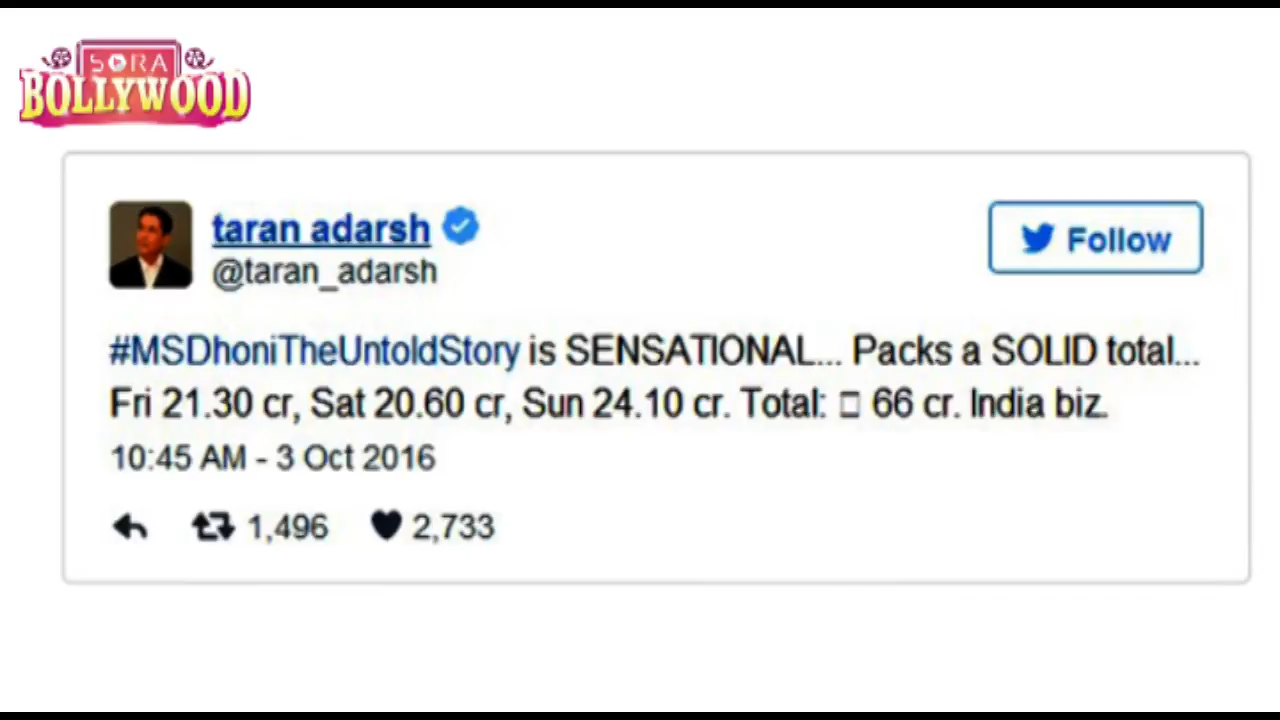 SORA
BOLLYWOOD
taran adarsh
@taran_adarsh
Follow
#MSDhoniTheUntoldStory is SENSATIONAL... Packs a SOLID total...
Fri 21.30 cr, Sat 20.60 cr, Sun 24.10 cr. Total: □ 66 cr. India biz.
10:45 AM - 3 Oct 2016
1,496 2,733